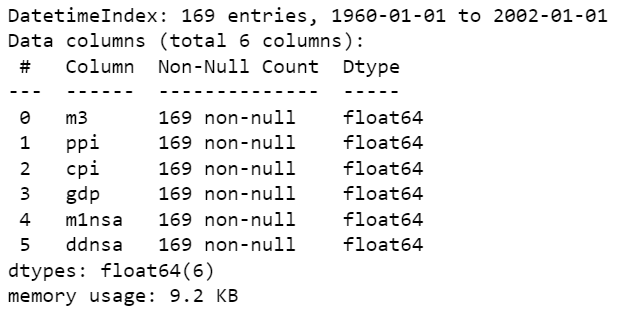 DatetimeIndex: 169 entries, 1960-01-01 to 2002-01-01
Data columns (total 6 columns):
 #   Column  Non-Null Count  Dtype
---  ------  --------------  -----
 0   m3      169 non-null    float64
 1   ppi     169 non-null    float64
 2   cpi     169 non-null    float64
 3   gdp     169 non-null    float64
 4   m1nsa   169 non-null    float64
 5   ddnsa   169 non-null    float64
dtypes: float64(6)
memory usage: 9.2 KB